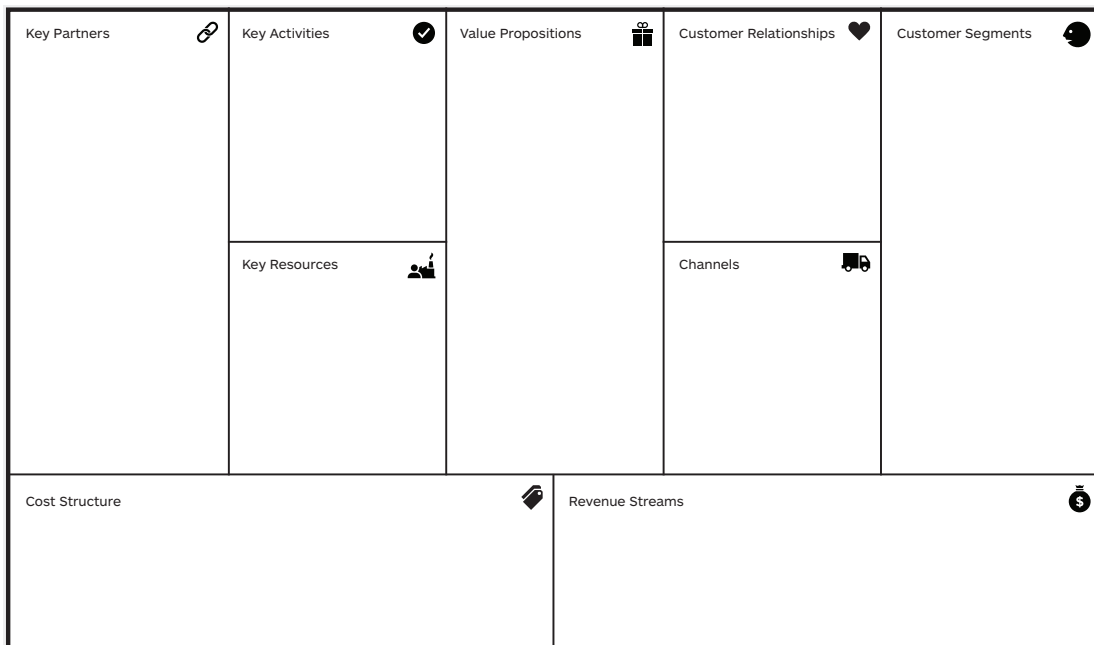 Key Partners
Key Activities
Value Propositions
Customer Relationships
Customer Segments
Key Resources
Channels
Cost Structure
Revenue Streams
$